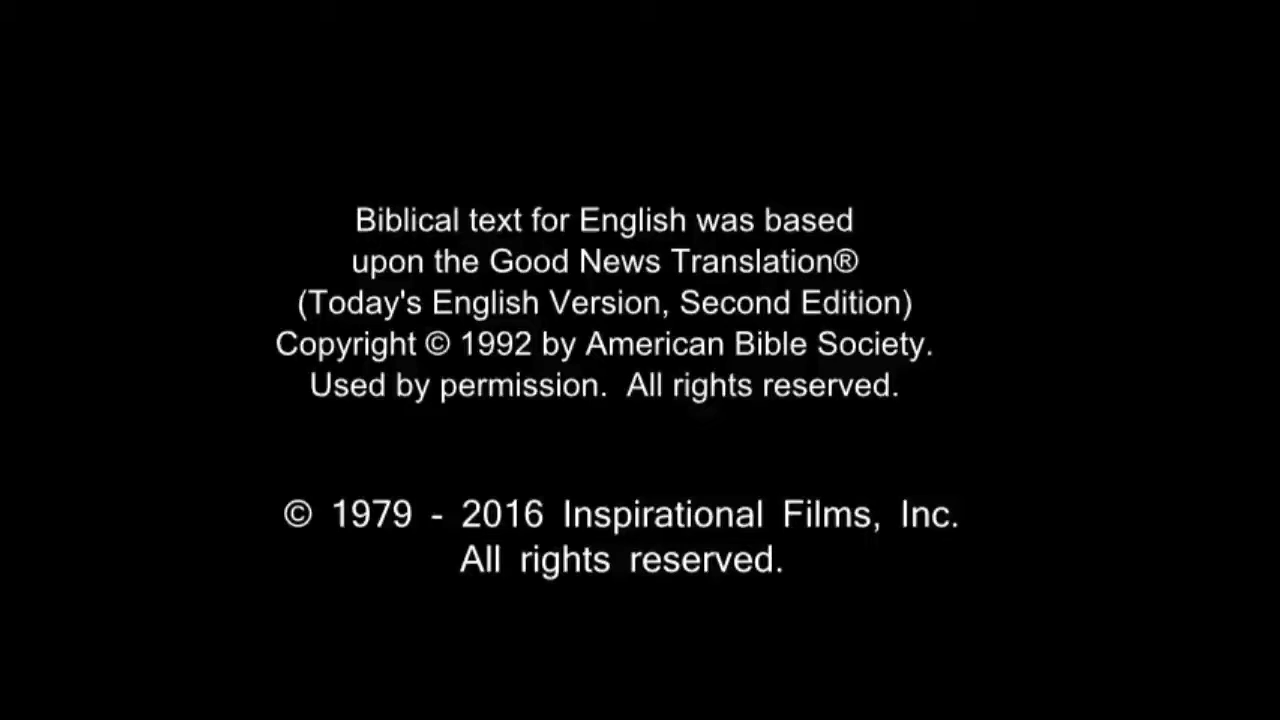 Biblical text for English was based
upon the Good News Translation®
(Today's English Version, Second Edition)
Copyright © 1992 by American Bible Society.
Used by permission.  All rights reserved.
© 1979 - 2016 Inspirational Films, Inc.
All rights reserved.